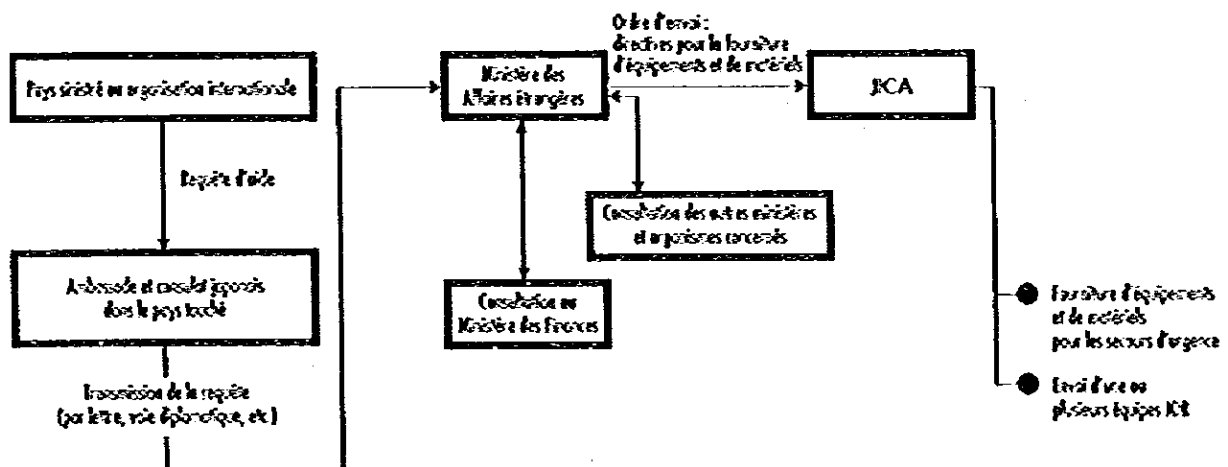 Pays sinistré ou organisation internationale
Requête d'aide
Ambassade et consulat japonais
dans le pays touché
Transmission de la requête
(par lettre, voie diplomatique, etc.)
Ministère des
Affaires étrangères
Ordre d'envoi :
directives pour la fourniture
d'équipements et de matériels
JICA
Consultation des autres ministères
et organismes concernés
Consultation au
Ministère des Finances
Fourniture d'équipements
et de matériels
pour les secours d'urgence
Envoi d'une ou
plusieurs équipes JDR